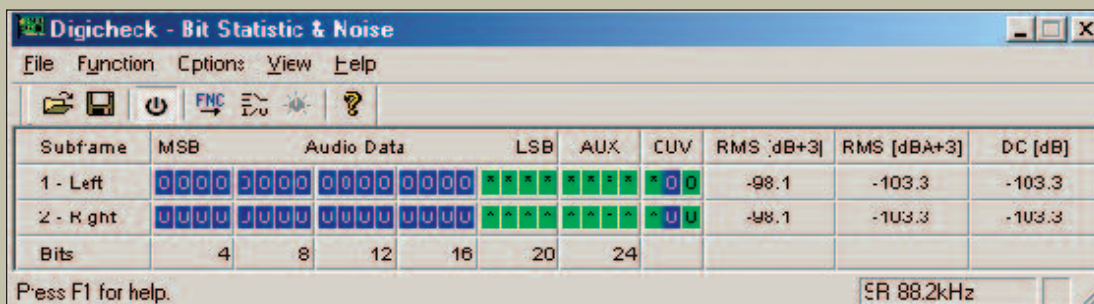 Digicheck - Bit Statistic & Noise
File Function Options View Help
FNC I/O ?
Subframe MSB Audio Data LSB AUX CUV RMS [dB+3] RMS [dBA+3] DC [dB]
1 - Left 0000 0000 0000 0000 **** **** *00 -98.1 -103.3 -103.3
2 - Right 0000 0000 0000 0000 **** **** *00 -98.1 -103.3 -103.3
Bits 4 8 12 16 20 24
Press F1 for help. SR 88.2kHz